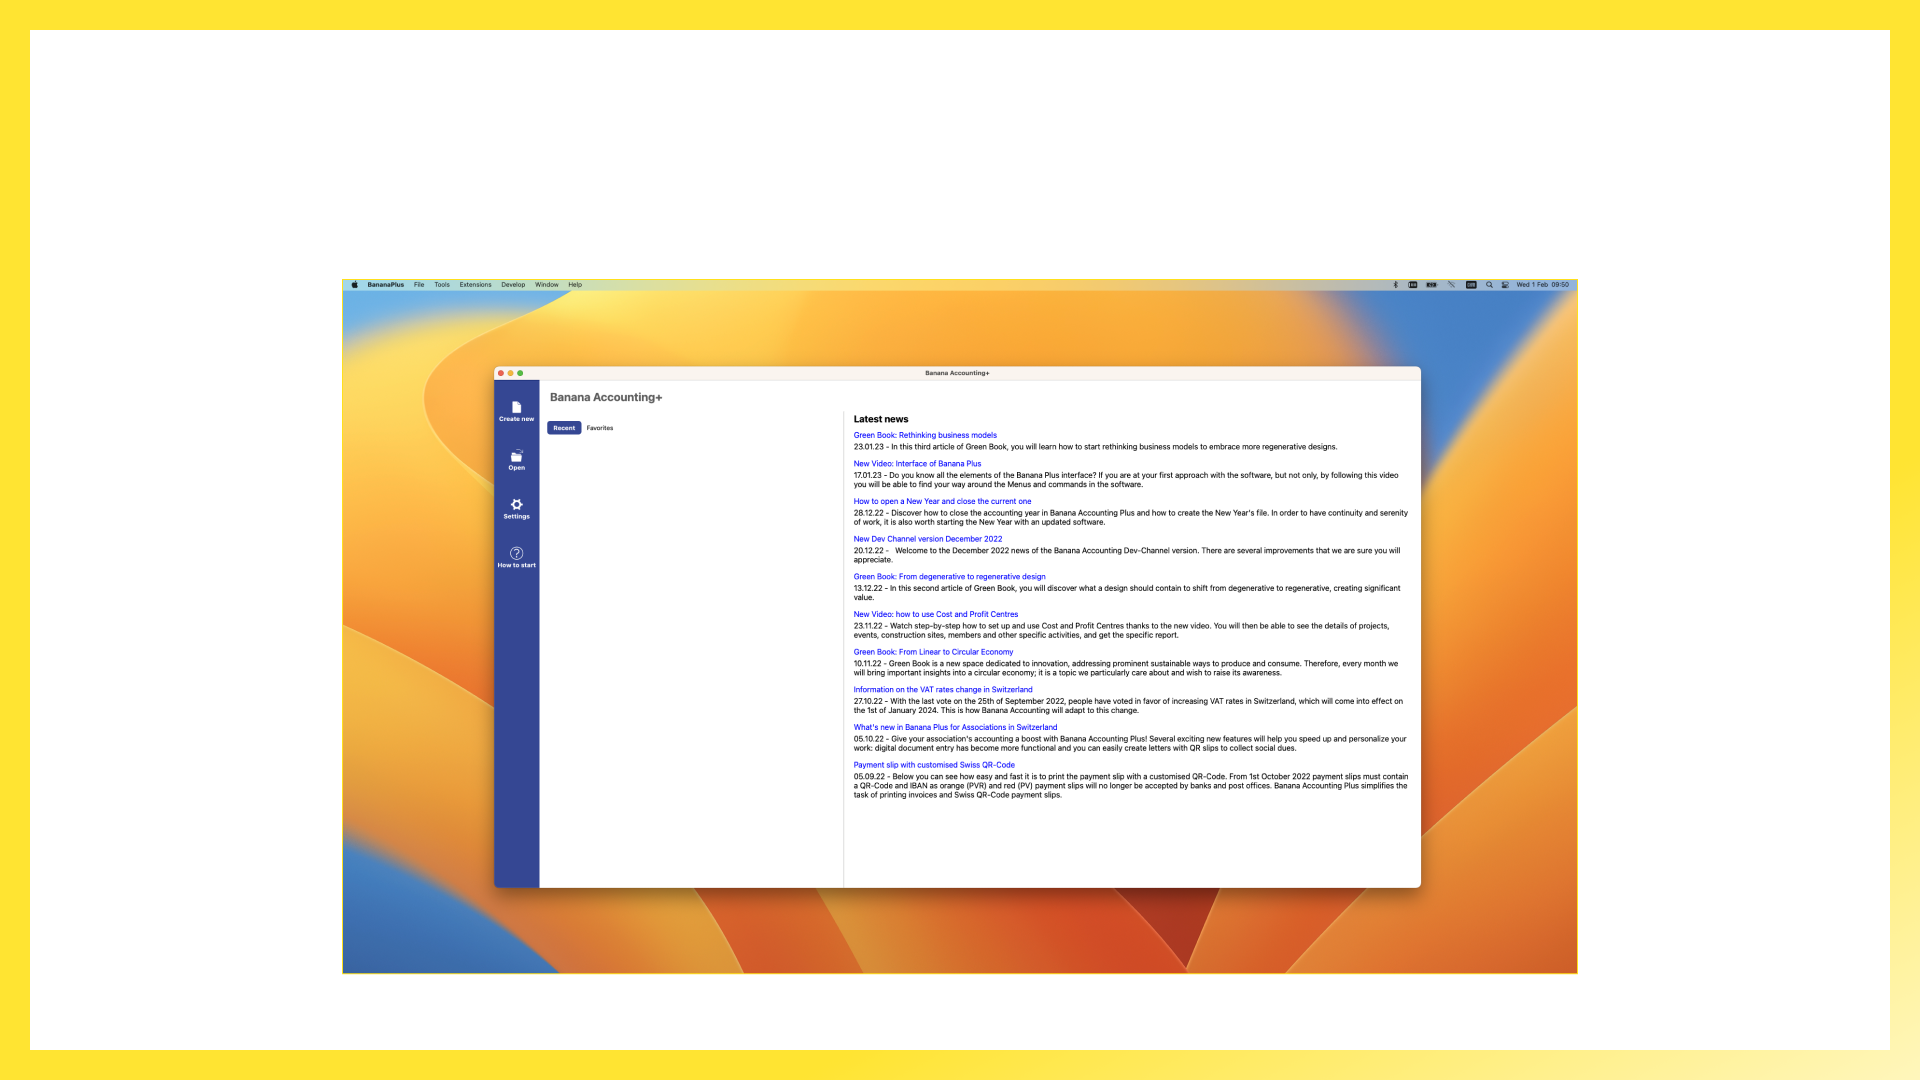 BananaPlus File Tools Extensions Develop Window Help
Wed 1 Feb 09:50
Banana Accounting+
Create new
Open
Settings
How to start
Banana Accounting+
Recent Favorites
Latest news
Green Book: Rethinking business models
23.01.23 - In this third article of Green Book, you will learn how to start rethinking business models to embrace more regenerative designs.
New Video: Interface of Banana Plus
17.01.23 - Do you know all the elements of the Banana Plus interface? If you are at your first approach with the software, but not only, by following this video
you will be able to find your way around the Menus and commands in the software.
How to open a New Year and close the current one
28.12.22 - Discover how to close the accounting year in Banana Accounting Plus and how to create the New Year's file. In order to have continuity and serenity
of work, it is also worth starting the New Year with an updated software.
New Dev Channel version December 2022
20.12.22 - Welcome to the December 2022 news of the Banana Accounting Dev-Channel version. There are several improvements that we are sure you will
appreciate.
Green Book: From degenerative to regenerative design
13.12.22 - In this second article of Green Book, you will discover what a design should contain to shift from degenerative to regenerative, creating significant
value.
New Video: how to use Cost and Profit Centres
23.11.22 - Watch step-by-step how to set up and use Cost and Profit Centres thanks to the new video. You will then be able to see the details of projects,
events, construction sites, members and other specific activities, and get the specific report.
Green Book: From Linear to Circular Economy
10.11.22 - Green Book is a new space dedicated to innovation, addressing prominent sustainable ways to produce and consume. Therefore, every month we
will bring important insights into a circular economy; it is a topic we particularly care about and wish to raise its awareness.
Information on the VAT rates change in Switzerland
27.10.22 - With the last vote on the 25th of September 2022, people have voted in favor of increasing VAT rates in Switzerland, which will come into effect on
the 1st of January 2024. This is how Banana Accounting will adapt to this change.
What's new in Banana Plus for Associations in Switzerland
05.10.22 - Give your association's accounting a boost with Banana Accounting Plus! Several exciting new features will help you speed up and personalize your
work: digital document entry has become more functional and you can easily create letters with QR slips to collect social dues.
Payment slip with customised Swiss QR-Code
05.09.22 - Below you can see how easy and fast it is to print the payment slip with a customised QR-Code. From 1st October 2022 payment slips must contain
a QR-Code and IBAN as orange (PVR) and red (PV) payment slips will no longer be accepted by banks and post offices. Banana Accounting Plus simplifies the
task of printing invoices and Swiss QR-Code payment slips.